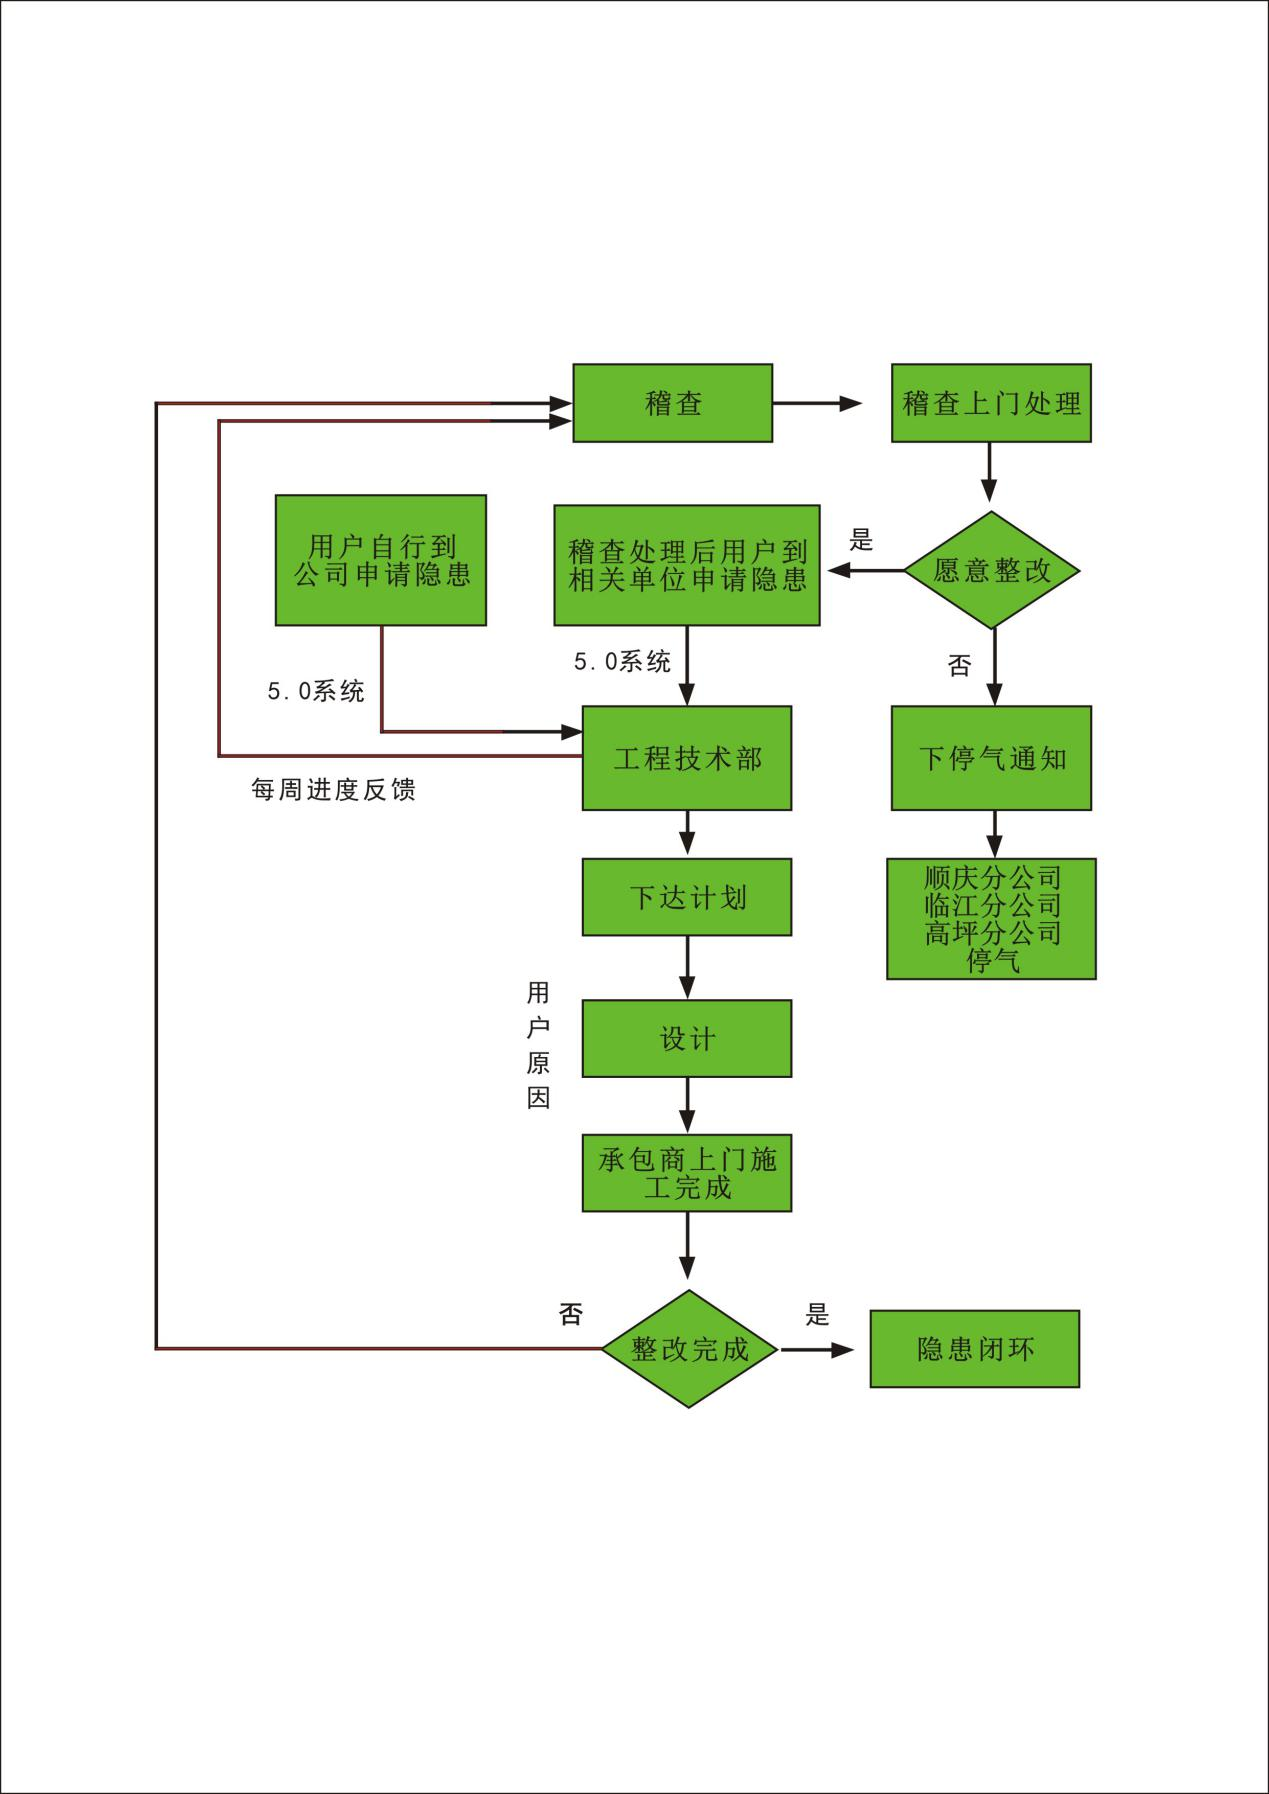 稽查
稽查上门处理
用户自行到
公司申请隐患
稽查处理后用户到
相关单位申请隐患
是
愿意整改
否
5.0系统
5.0系统
工程技术部
下停气通知
每周进度反馈
下达计划
顺庆分公司
临江分公司
高坪分公司
停气
用
户
原
因
设计
承包商上门施
工完成
否
整改完成
是
隐患闭环